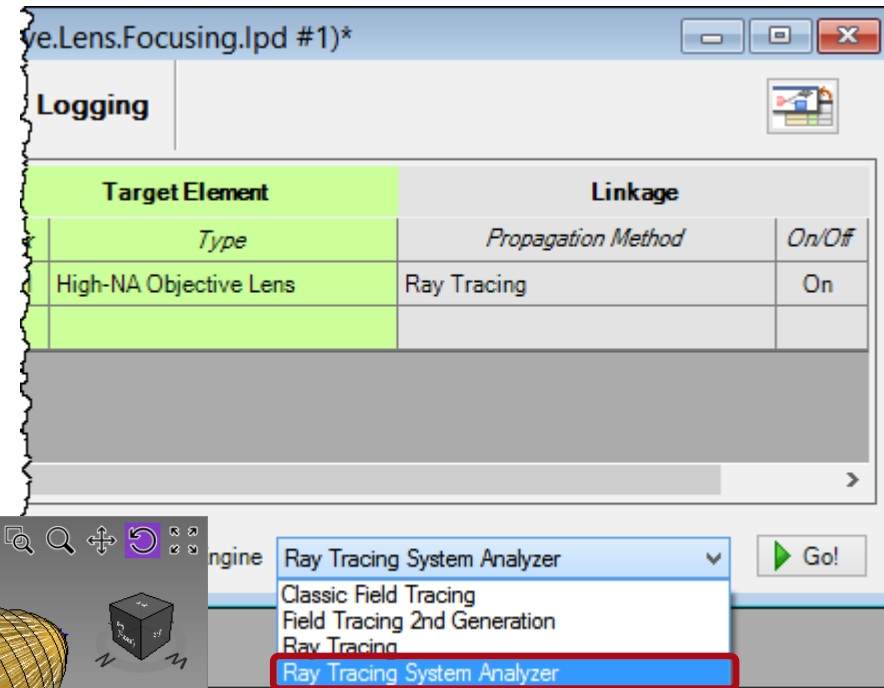 ve.Lens.Focusing.lpd #1)*
Logging
Target Element Linkage
Type Propagation Method On/Off
High-NA Objective Lens Ray Tracing On
ngine Ray Tracing System Analyzer Go!
Classic Field Tracing
Field Tracing 2nd Generation
Ray Tracing
Ray Tracing System Analyzer